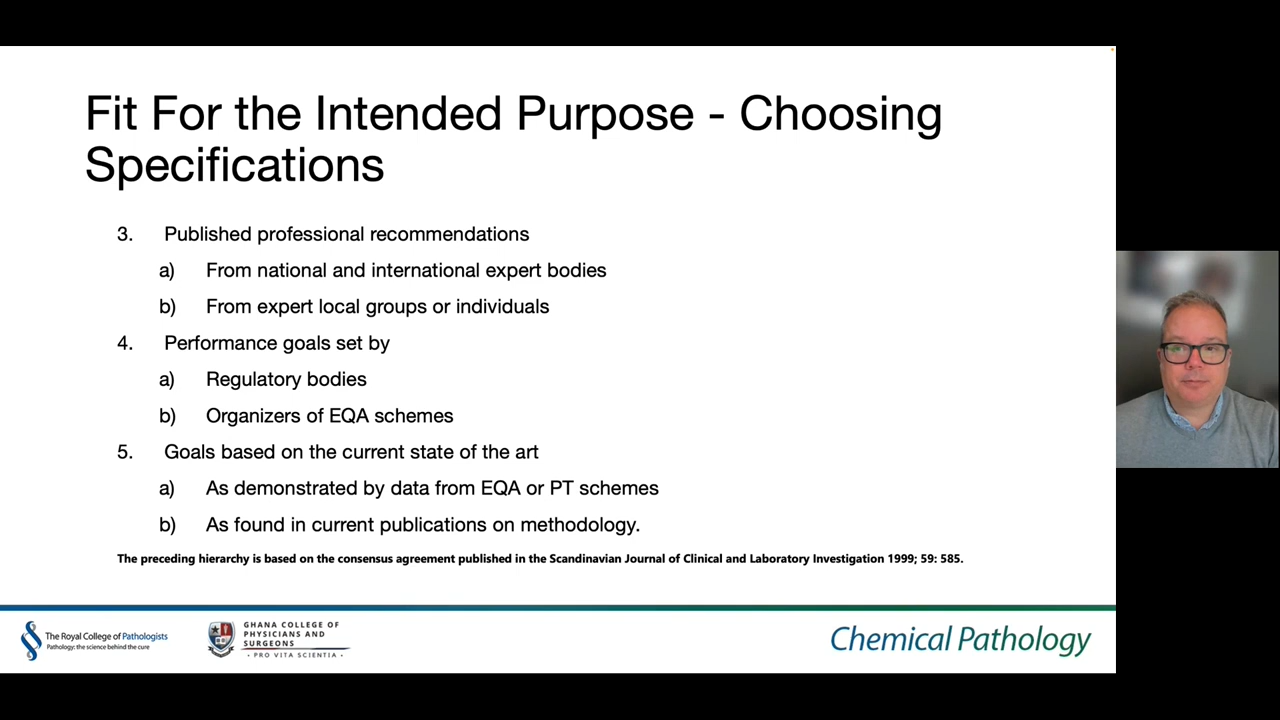 Fit For the Intended Purpose - Choosing
Specifications
3. Published professional recommendations
a) From national and international expert bodies
b) From expert local groups or individuals
4. Performance goals set by
a) Regulatory bodies
b) Organizers of EQA schemes
5. Goals based on the current state of the art
a) As demonstrated by data from EQA or PT schemes
b) As found in current publications on methodology.
The preceding hierarchy is based on the consensus agreement published in the Scandinavian Journal of Clinical and Laboratory Investigation 1999; 59: 585.
The Royal College of Pathologists
Pathology: the science behind the cure
GHANA COLLEGE OF
PHYSICIANS AND
SURGEONS
• PRO VITA SCIENTIA •
Chemical Pathology